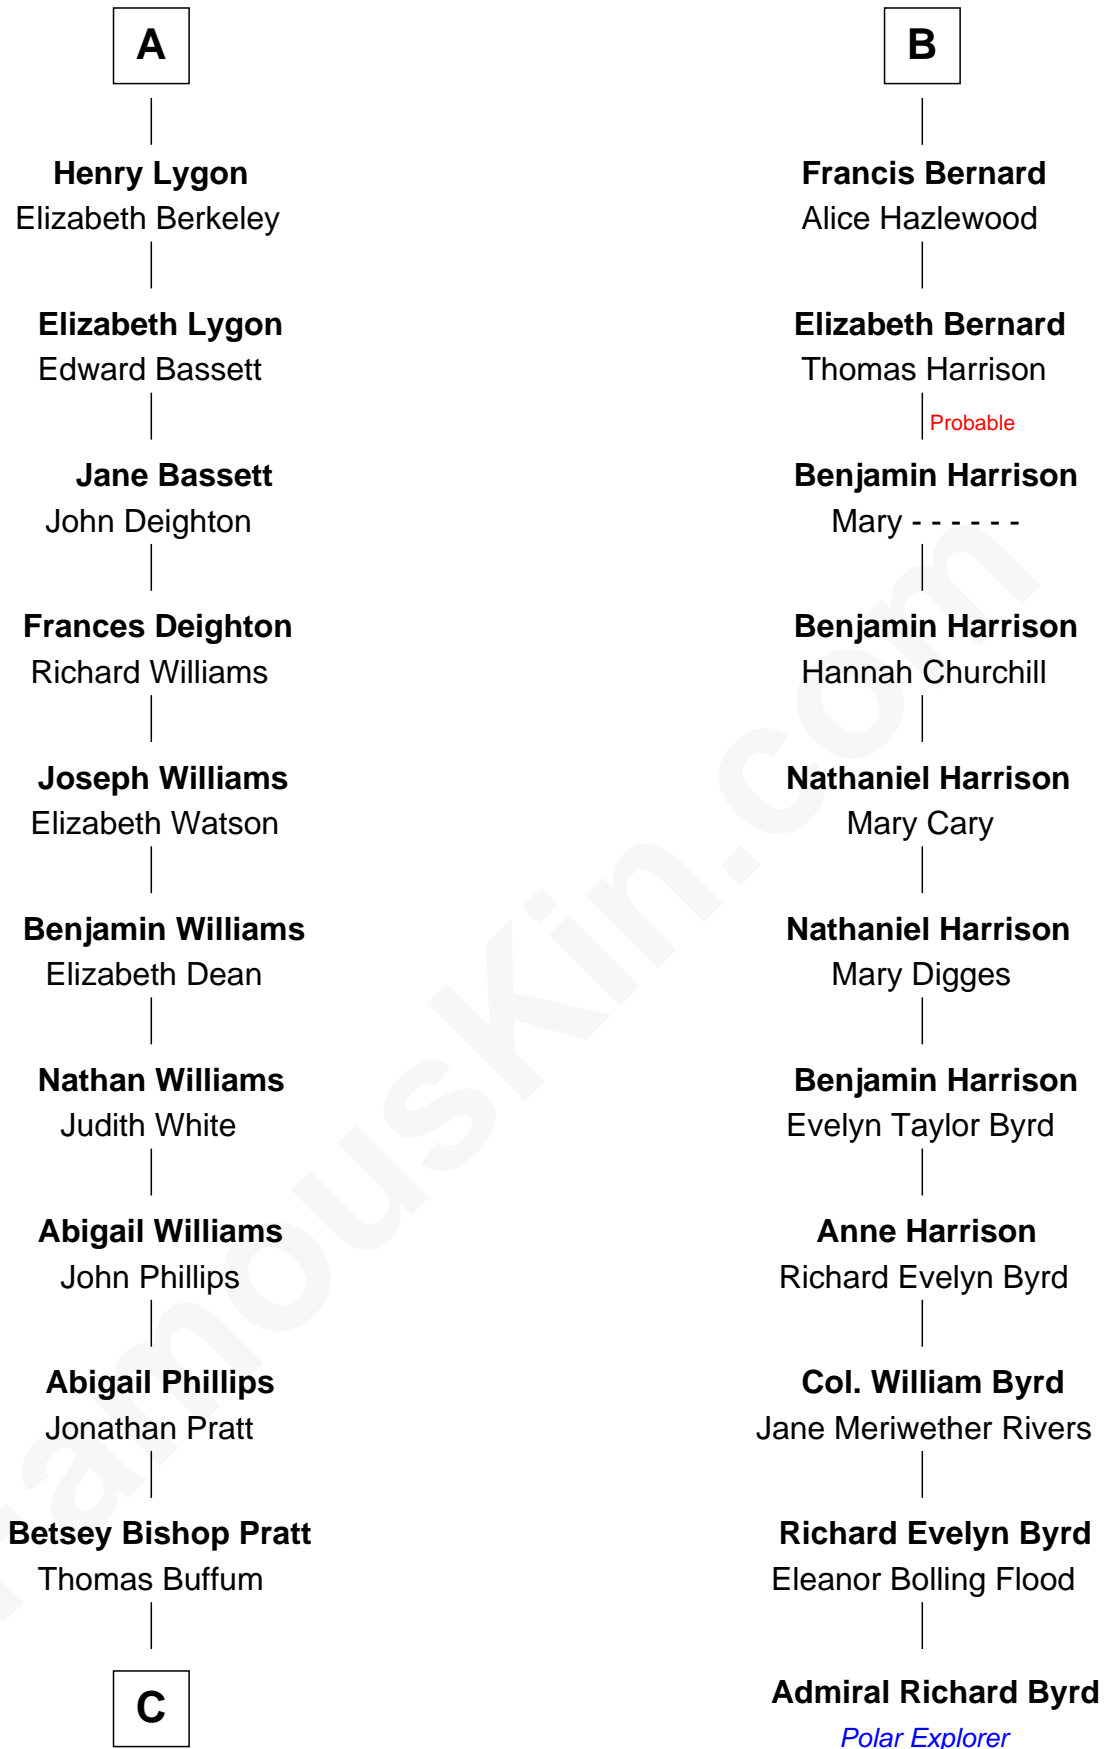 A
Henry Lygon
Elizabeth Berkeley
Elizabeth Lygon
Edward Bassett
Jane Bassett
John Deighton
Frances Deighton
Richard Williams
Joseph Williams
Elizabeth Watson
Benjamin Williams
Elizabeth Dean
Nathan Williams
Judith White
Abigail Williams
John Phillips
Abigail Phillips
Jonathan Pratt
Betsey Bishop Pratt
Thomas Buffum
C
B
Francis Bernard
Alice Hazlewood
Elizabeth Bernard
Thomas Harrison
Probable
Benjamin Harrison
Mary - - - - - -
Benjamin Harrison
Hannah Churchill
Nathaniel Harrison
Mary Cary
Nathaniel Harrison
Mary Digges
Benjamin Harrison
Evelyn Taylor Byrd
Anne Harrison
Richard Evelyn Byrd
Col. William Byrd
Jane Meriwether Rivers
Richard Evelyn Byrd
Eleanor Bolling Flood
Admiral Richard Byrd
Polar Explorer
FamousKin.com